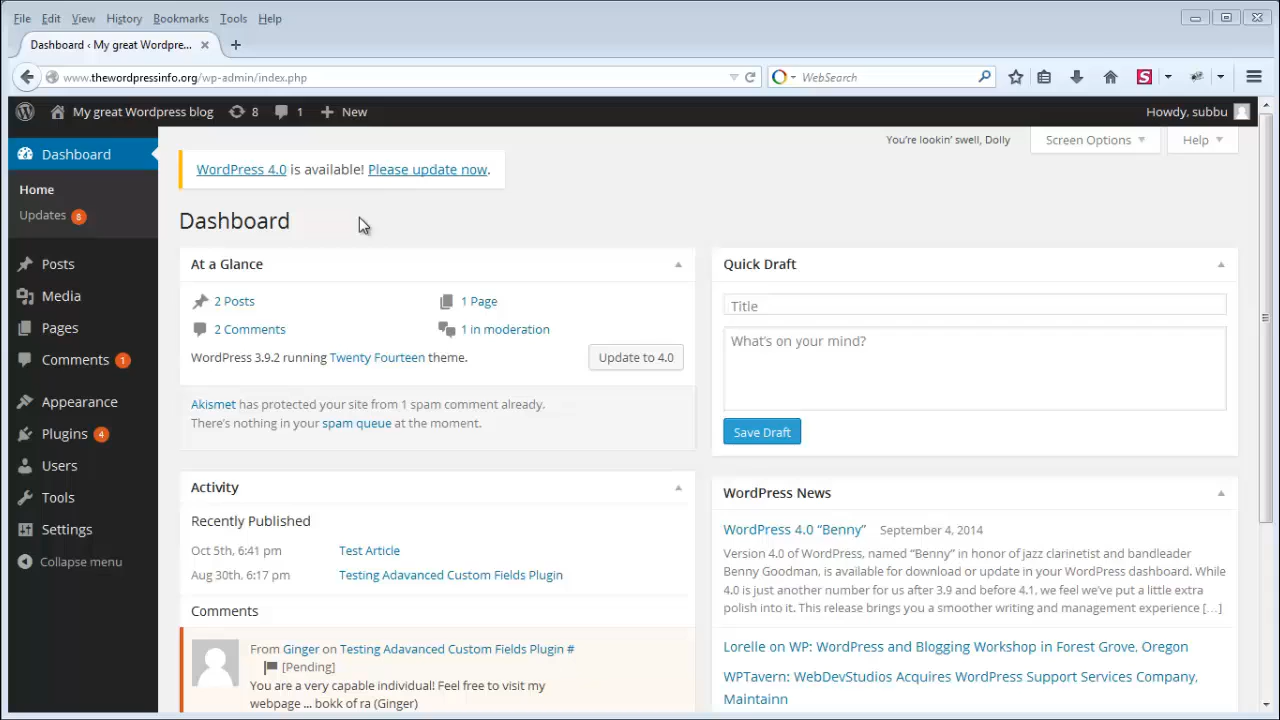 File Edit View History Bookmarks Tools Help
Dashboard ‹ My great Wordpre...
www.thewordpressinfo.org/wp-admin/index.php
WebSearch
My great Wordpress blog 8 1 New
Howdy, subbu
Dashboard
Home
Updates 8
Posts
Media
Pages
Comments 1
Appearance
Plugins 4
Users
Tools
Settings
Collapse menu
You're lookin' swell, Dolly
Screen Options
Help
WordPress 4.0 is available! Please update now.
Dashboard
At a Glance
2 Posts
1 Page
2 Comments
1 in moderation
WordPress 3.9.2 running Twenty Fourteen theme.
Update to 4.0
Akismet has protected your site from 1 spam comment already.
There's nothing in your spam queue at the moment.
Activity
Recently Published
Oct 5th, 6:41 pm Test Article
Aug 30th, 6:17 pm Testing Adavanced Custom Fields Plugin
Comments
From Ginger on Testing Adavanced Custom Fields Plugin #
[Pending]
You are a very capable individual! Feel free to visit my
webpage ... bokk of ra (Ginger)
Quick Draft
Title
What's on your mind?
Save Draft
WordPress News
WordPress 4.0 “Benny” September 4, 2014
Version 4.0 of WordPress, named “Benny” in honor of jazz clarinetist and bandleader
Benny Goodman, is available for download or update in your WordPress dashboard. While
4.0 is just another number for us after 3.9 and before 4.1, we feel we've put a little extra
polish into it. This release brings you a smoother writing and management experience […]
Lorelle on WP: WordPress and Blogging Workshop in Forest Grove, Oregon
WPTavern: WebDevStudios Acquires WordPress Support Services Company,
Maintainn